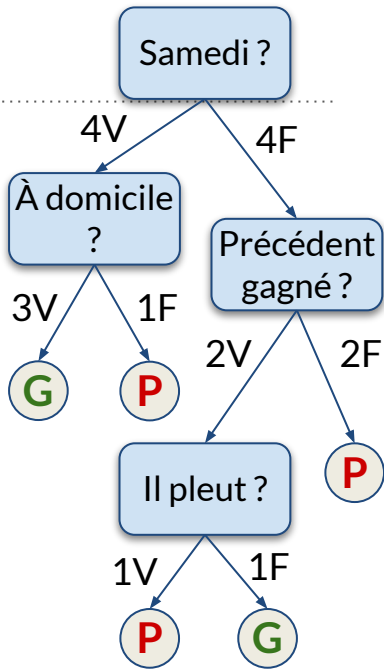 Samedi ?
4V
4F
À domicile
?
Précédent
gagné ?
3V
1F
2V
2F
G
P
Il pleut ?
P
1V
1F
P
G